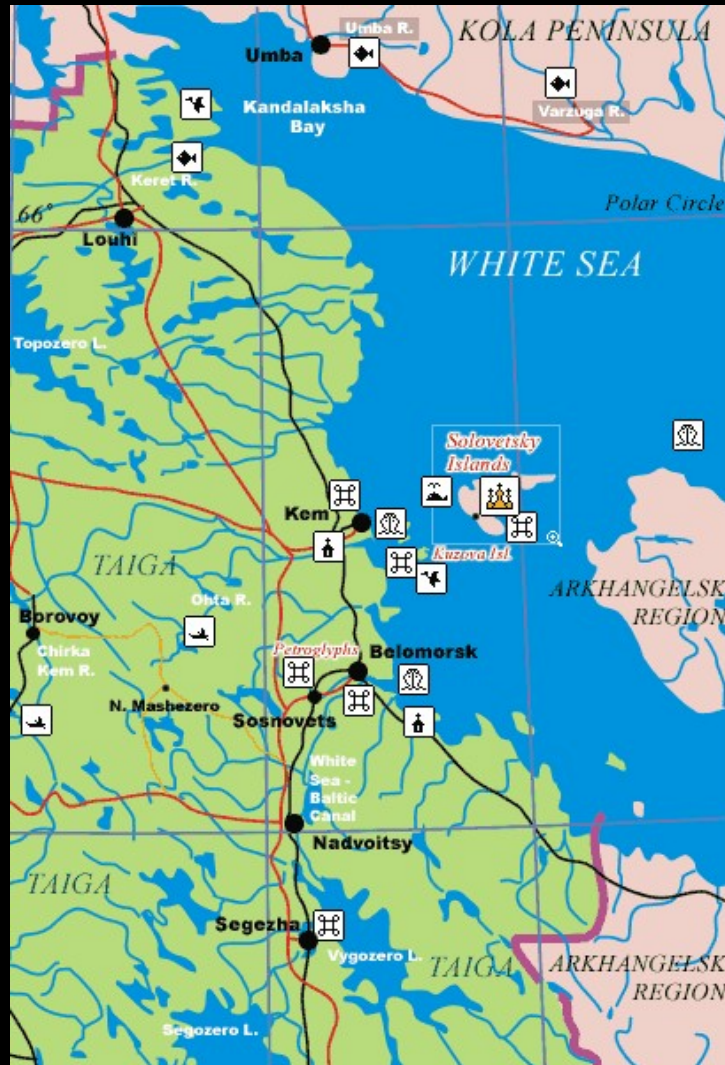 Umba R.
KOLA PENINSULA
Umba
Kandalaksha
Bay
Varzuga R.
Keret R.
66°
Polar Circle
Louhi
WHITE SEA
Topozero L.
Solovetsky
Islands
Kem
Kuzova Isl.
TAIGA
ARKHANGELSK
REGION
Ohta R.
Borovoy
Chirka
Kem R.
Petroglyphs
Belomorsk
N. Mashezero
Sosnovets
White
Sea -
Baltic
Canal
Nadvoitsy
TAIGA
Segezha
Vygozero L.
TAIGA
ARKHANGELSK
REGION
Segozero L.